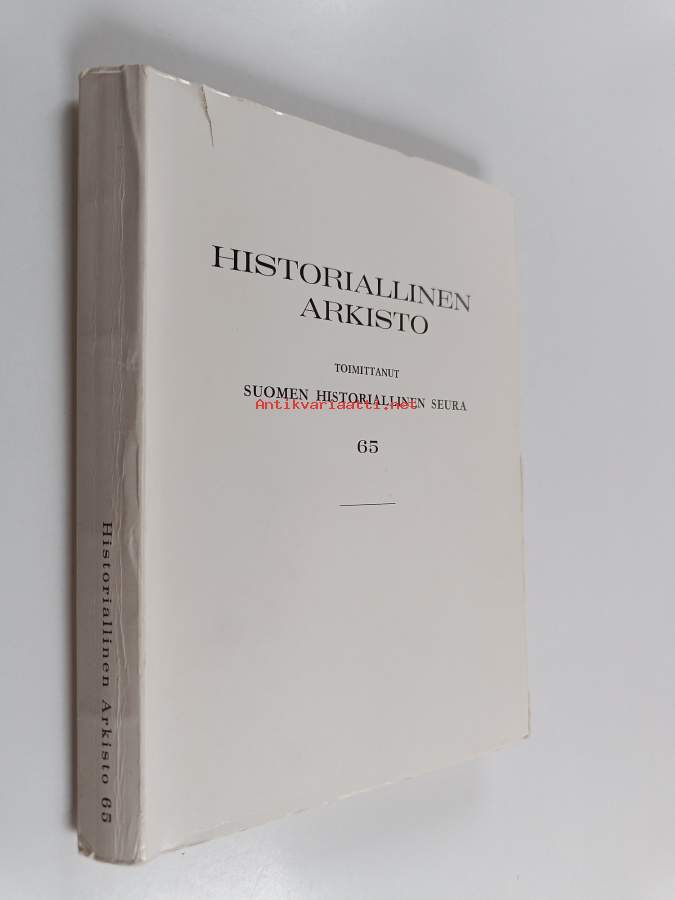 HISTORIALLINEN
ARKISTO
TOIMITTANUT
SUOMEN HISTORIALLINEN SEURA
Antikvariaatti.net
65
Historiallinen Arkisto 65